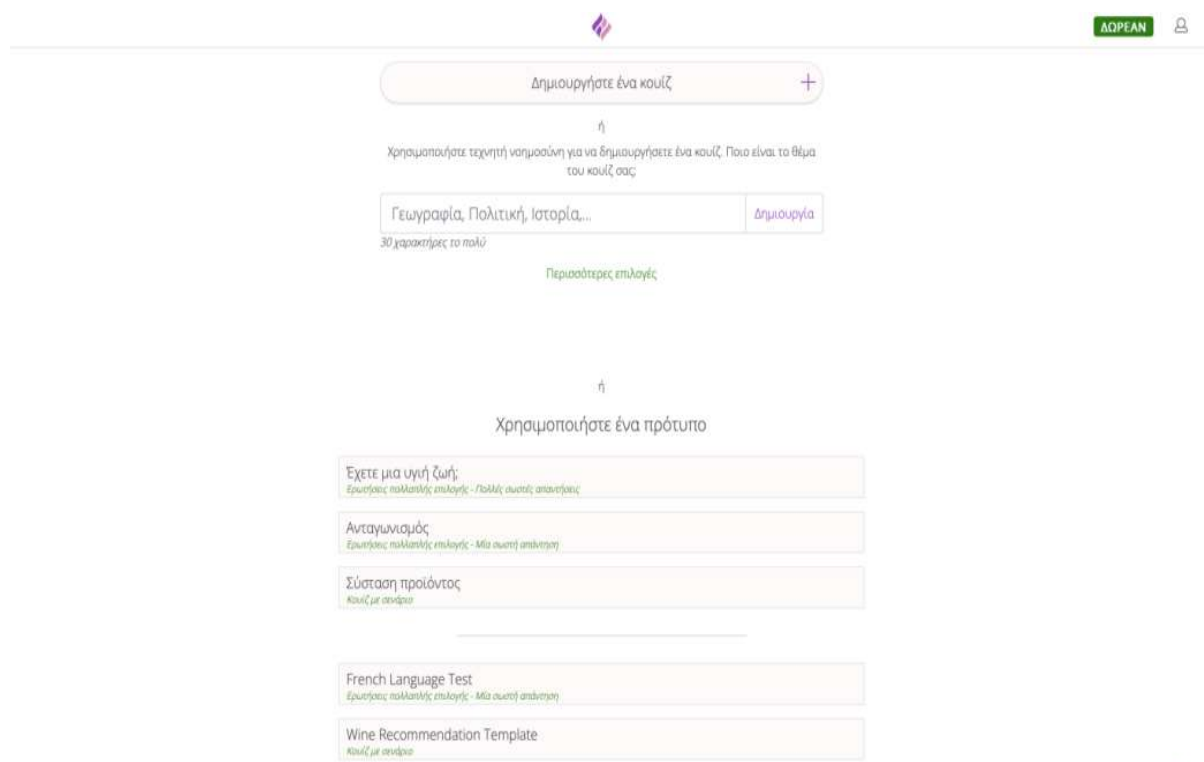 ΔΩΡΕΑΝ
Δημιουργήστε ένα κουίζ
ή
Χρησιμοποιήστε τεχνητή νοημοσύνη για να δημιουργήσετε ένα κουίζ. Ποιο είναι το θέμα
του κουίζ σας;
Γεωγραφία, Πολιτική, Ιστορία,...
Δημιουργία
30 χαρακτήρες το πολύ
Περισσότερες επιλογές
ή
Χρησιμοποιήστε ένα πρότυπο
Έχετε μια υγιή ζωή;
Ερωτήσεις πολλαπλής επιλογής - Πολλές σωστές απαντήσεις
Ανταγωνισμός
Ερωτήσεις πολλαπλής επιλογής - Μία σωστή απάντηση
Σύσταση προϊόντος
Κουίζ με σενάριο
French Language Test
Ερωτήσεις πολλαπλής επιλογής - Μία σωστή απάντηση
Wine Recommendation Template
Κουίζ με σενάριο